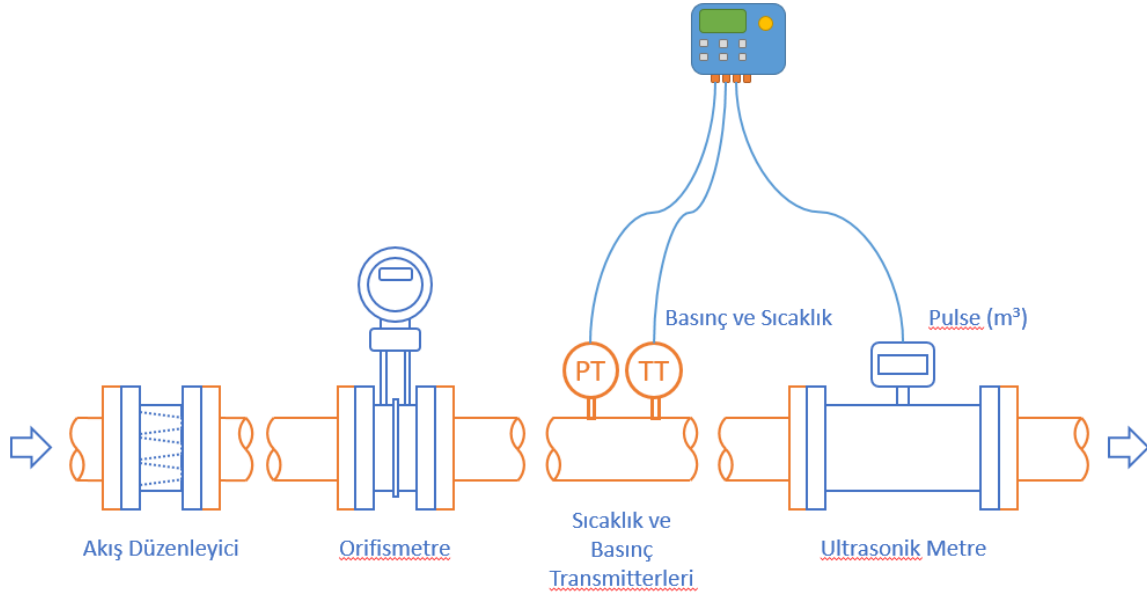 Basınç ve Sıcaklık
Pulse (m³)
PT
TT
Akış Düzenleyici
Orifismetre
Sıcaklık ve
Basınç
Transmitterleri
Ultrasonik Metre